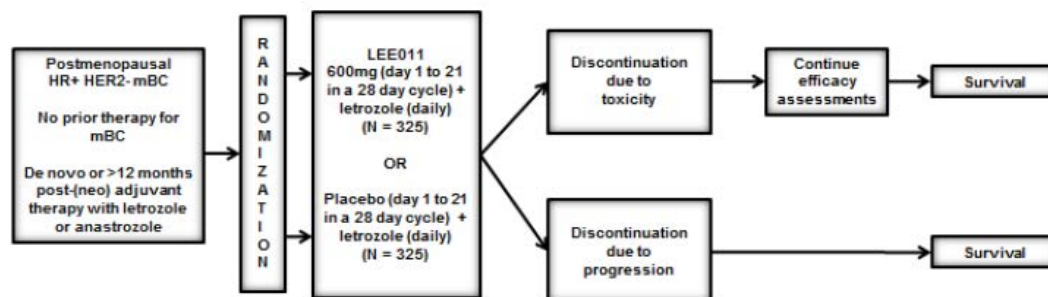 Postmenopausal
HR+ HER2- mBC
No prior therapy for
mBC
De novo or >12 months
post-(neo) adjuvant
therapy with letrozole
or anastrozole
RANDOMIZATION
LEE011
600mg (day 1 to 21
in a 28 day cycle) +
letrozole (daily)
(N = 325)
OR
Placebo (day 1 to 21
in a 28 day cycle) +
letrozole (daily)
(N = 325)
Discontinuation
due to
toxicity
Continue
efficacy
assessments
Survival
Discontinuation
due to
progression
Survival